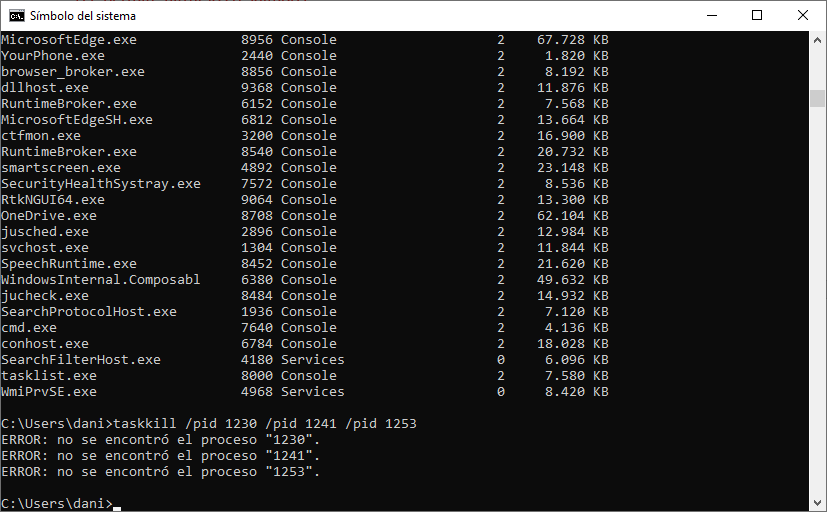 Símbolo del sistema
MicrosoftEdge.exe 8956 Console 2 67.728 KB
YourPhone.exe 2440 Console 2 1.820 KB
browser_broker.exe 8856 Console 2 8.192 KB
dllhost.exe 9368 Console 2 11.876 KB
RuntimeBroker.exe 6152 Console 2 7.568 KB
MicrosoftEdgeSH.exe 6812 Console 2 13.664 KB
ctfmon.exe 3200 Console 2 16.900 KB
RuntimeBroker.exe 8540 Console 2 20.732 KB
smartscreen.exe 4892 Console 2 23.148 KB
SecurityHealthSystray.exe 7572 Console 2 8.536 KB
RtkNGUI64.exe 9064 Console 2 13.300 KB
OneDrive.exe 8708 Console 2 62.104 KB
jusched.exe 2896 Console 2 12.984 KB
svchost.exe 1304 Console 2 11.844 KB
SpeechRuntime.exe 8452 Console 2 21.620 KB
WindowsInternal.Composabl 6380 Console 2 49.632 KB
jucheck.exe 8484 Console 2 14.932 KB
SearchProtocolHost.exe 1936 Console 2 7.120 KB
cmd.exe 7640 Console 2 4.136 KB
conhost.exe 6784 Console 2 18.028 KB
SearchFilterHost.exe 4180 Services 0 6.096 KB
tasklist.exe 8000 Console 2 7.580 KB
WmiPrvSE.exe 4968 Services 0 8.420 KB
C:\Users\dani>taskkill /pid 1230 /pid 1241 /pid 1253
ERROR: no se encontró el proceso "1230".
ERROR: no se encontró el proceso "1241".
ERROR: no se encontró el proceso "1253".
C:\Users\dani>